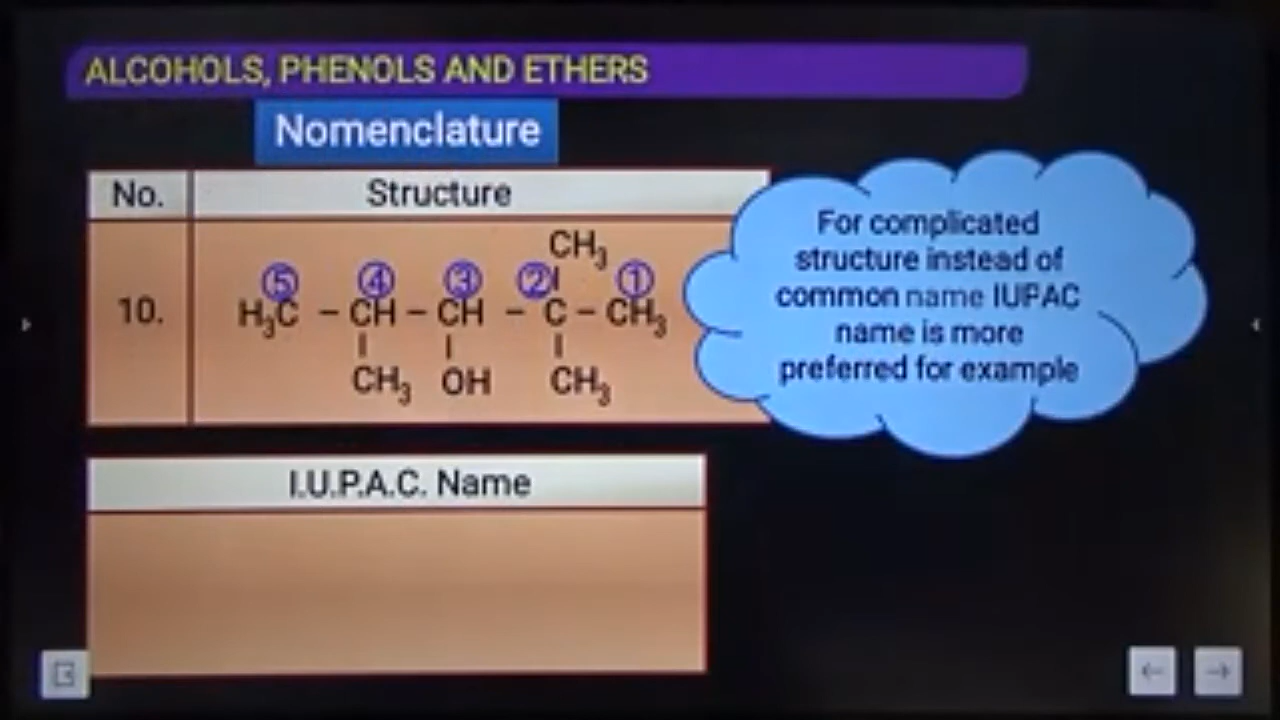 ALCOHOLS, PHENOLS AND ETHERS
Nomenclature
No. Structure
CH₃
⑤ ④ ③ ② ①
10. H₃C – CH – CH – C – CH₃
CH₃ OH CH₃
For complicated
structure instead of
common name IUPAC
name is more
preferred for example
I.U.P.A.C. Name